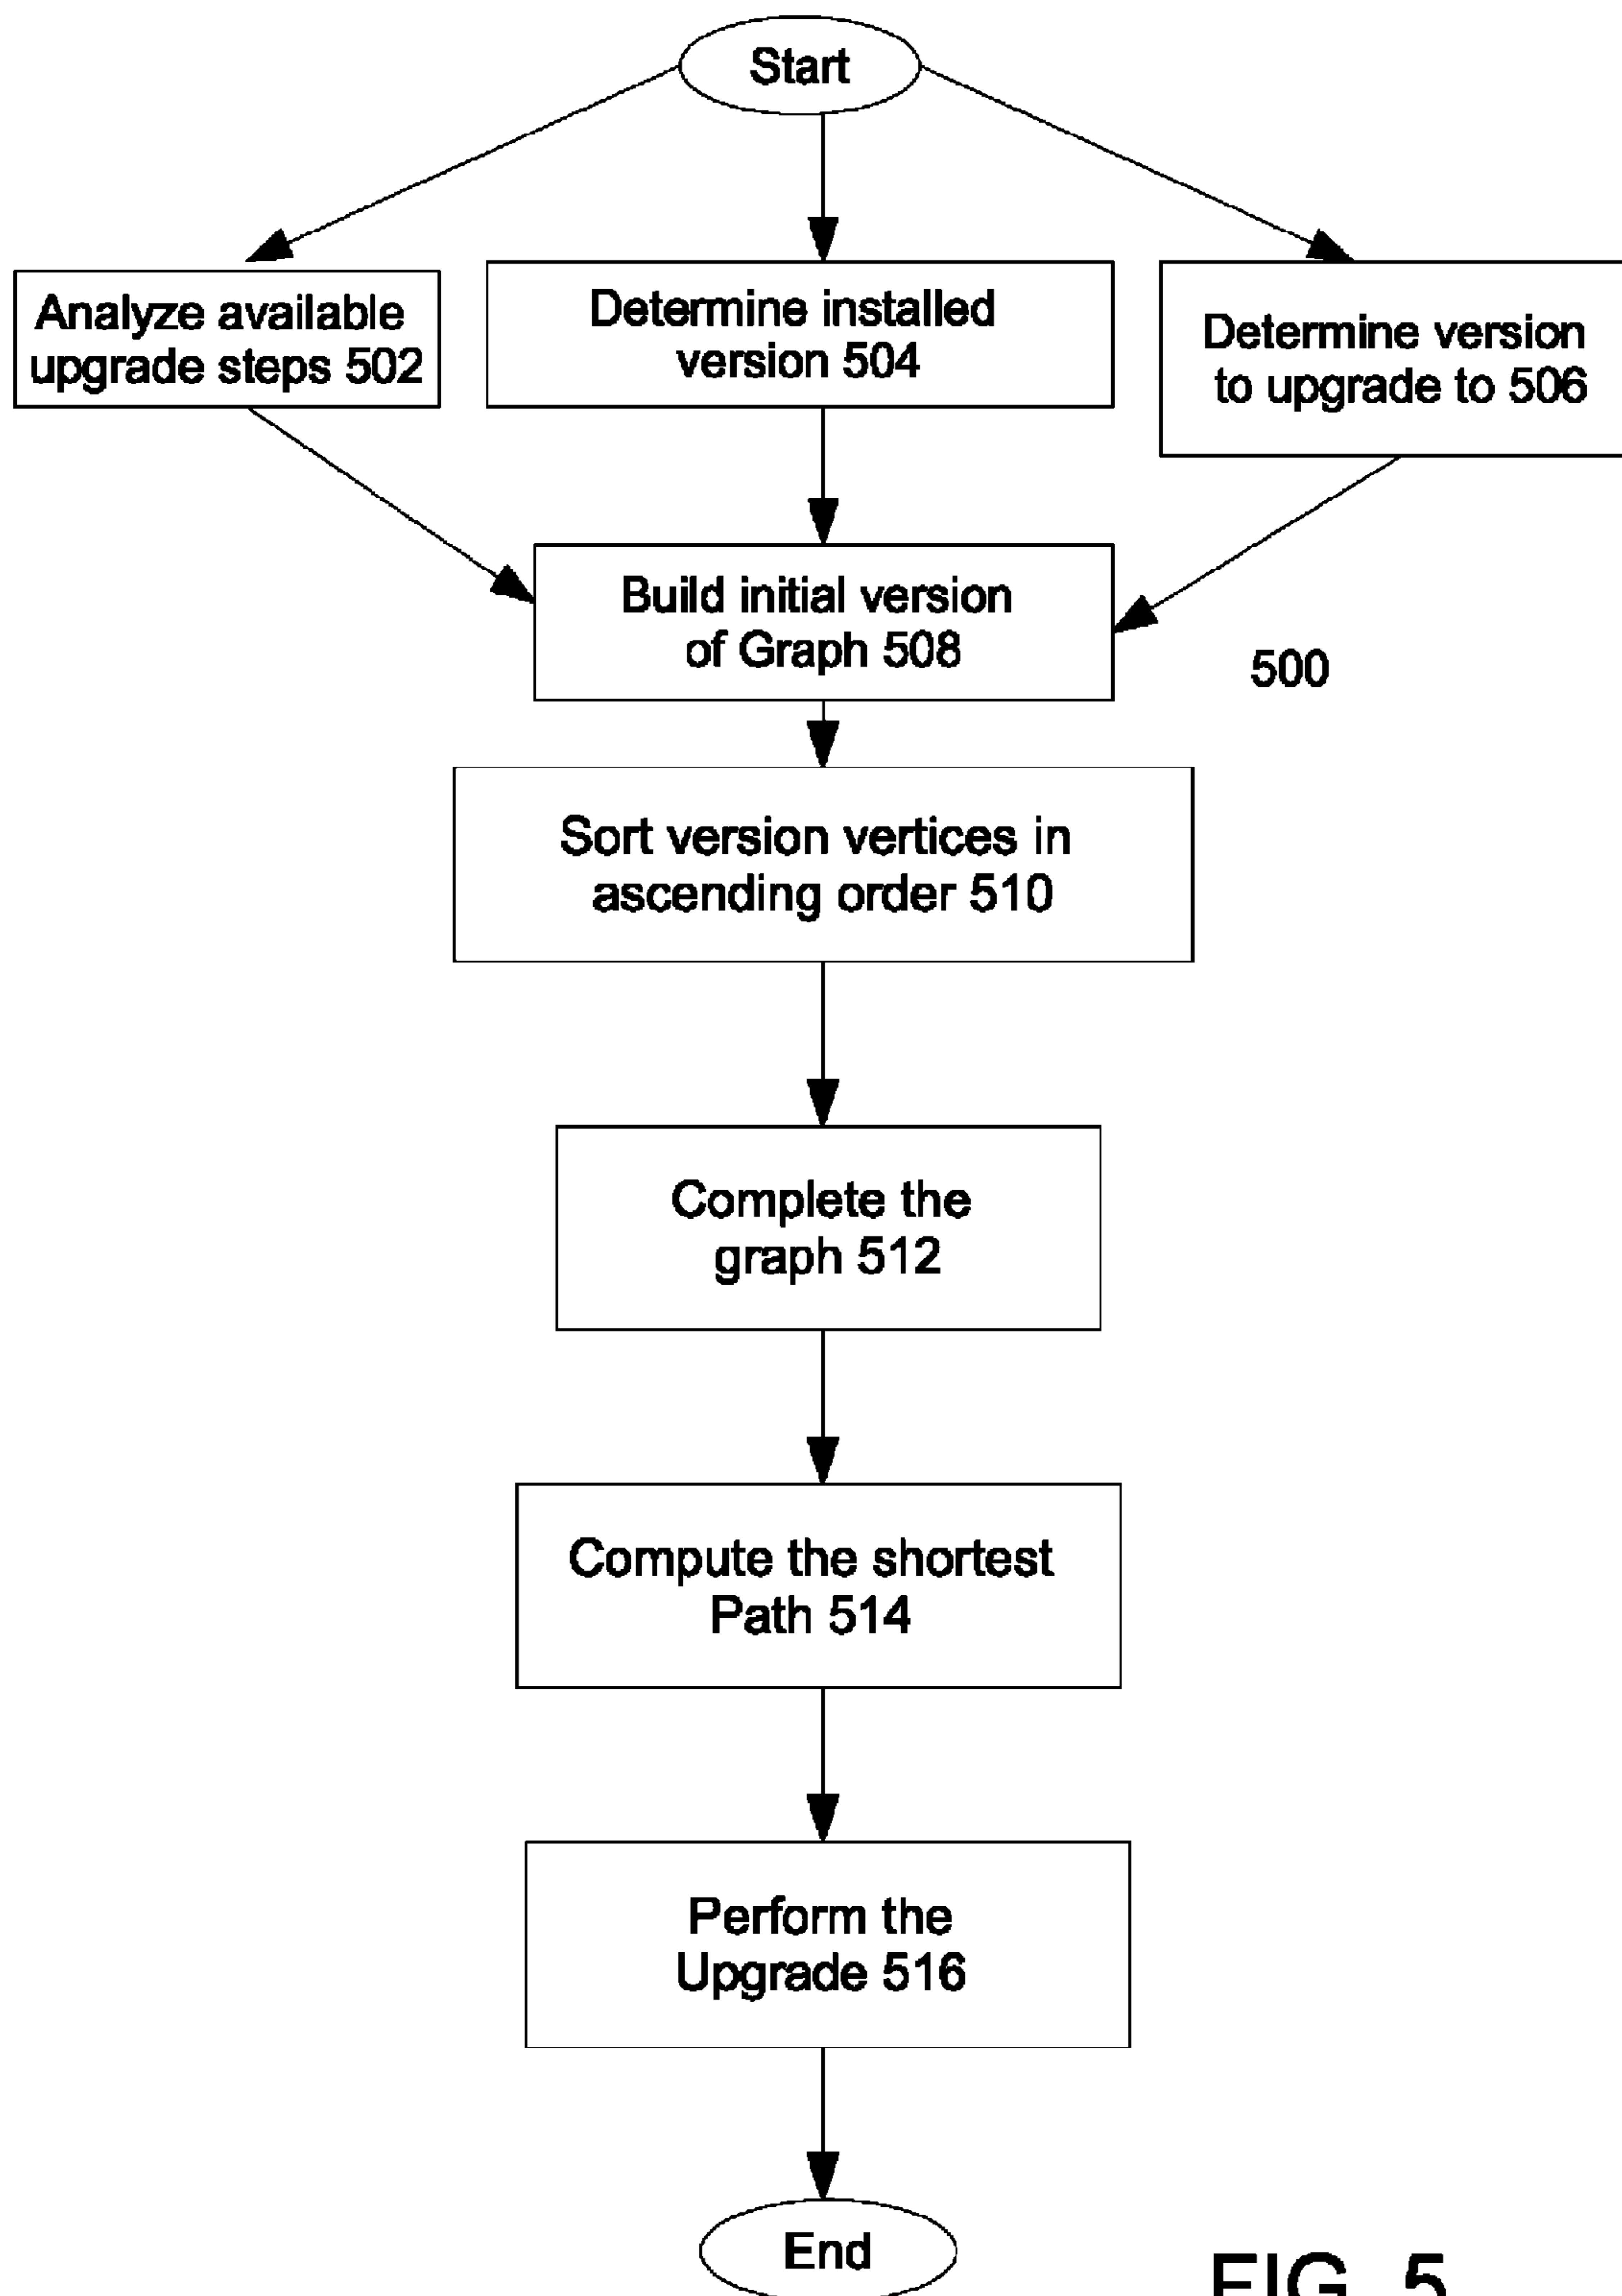 Start
Analyze available
upgrade steps 502
Determine installed
version 504
Determine version
to upgrade to 506
Build initial version
of Graph 508
500
Sort version vertices in
ascending order 510
Complete the
graph 512
Compute the shortest
Path 514
Perform the
Upgrade 516
End
FIG. 5